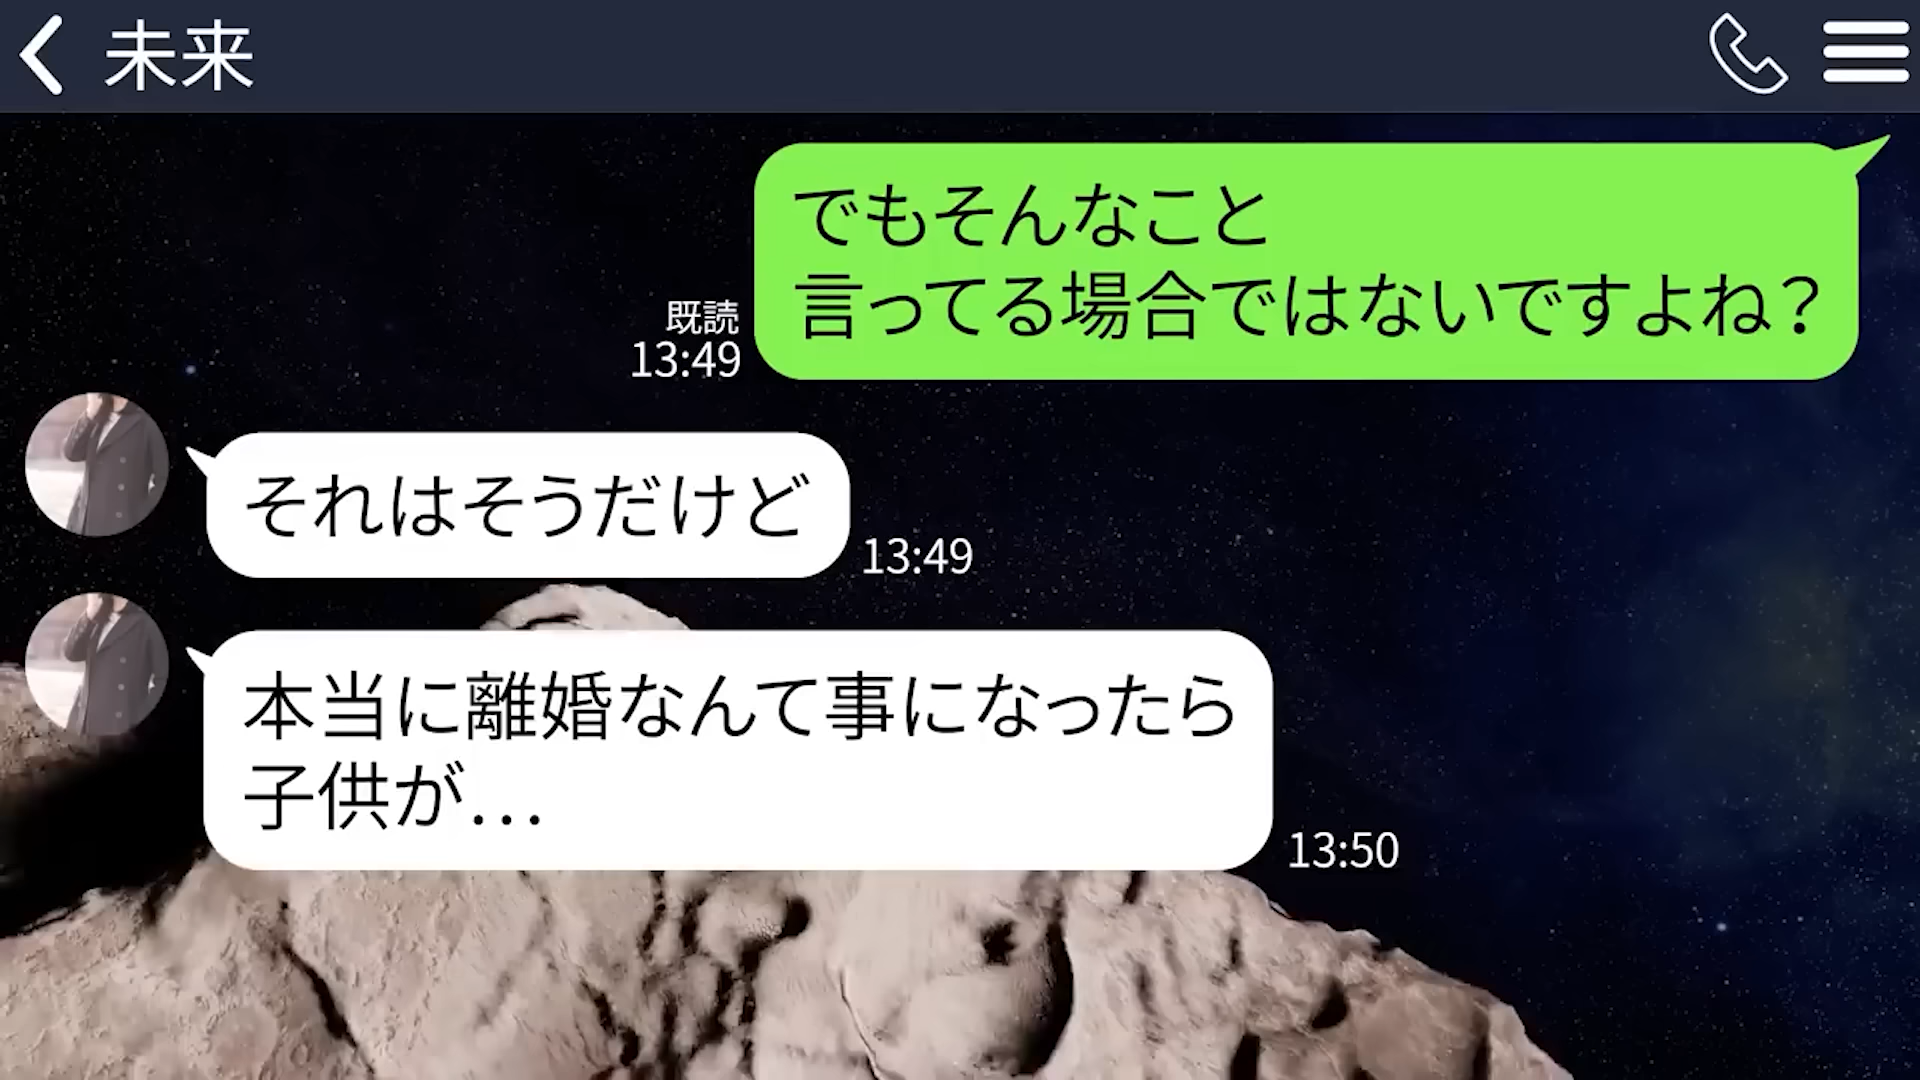 未来
でもそんなこと
言ってる場合ではないですよね？
既読
13:49
それはそうだけど
13:49
本当に離婚なんて事になったら
子供が…
13:50